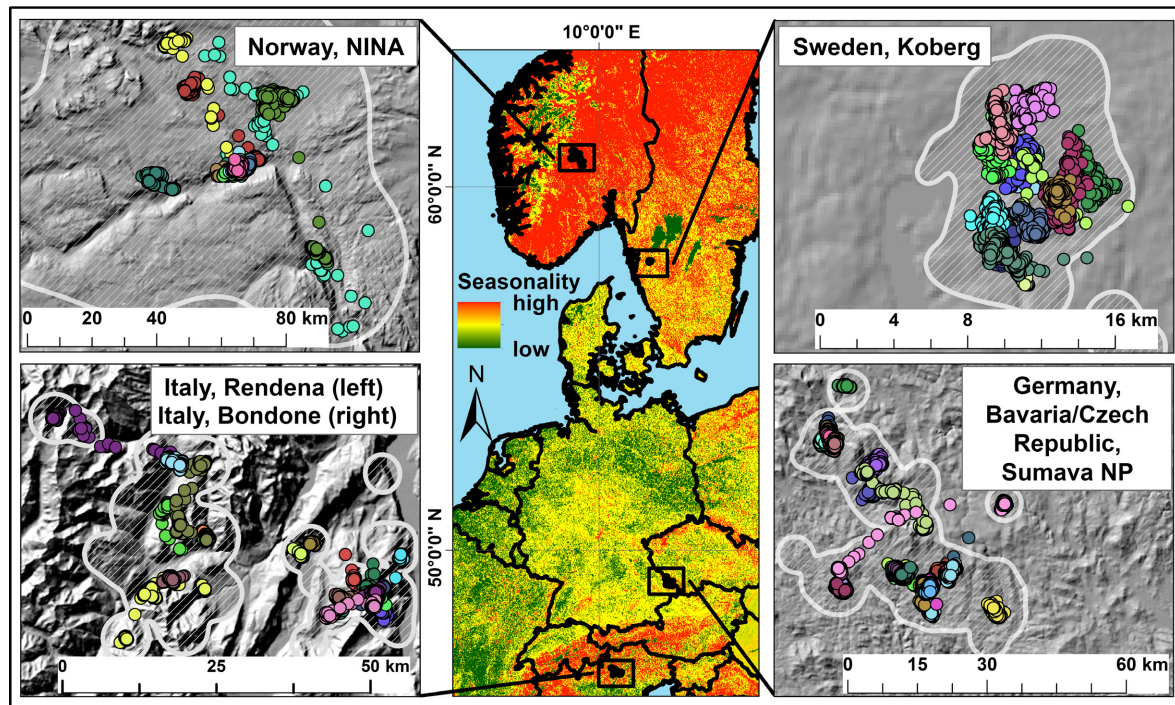 Norway, NINA
0 20 40 80 km
10°0'0" E
60°0'0" N
50°0'0" N
Seasonality
high
low
N
Sweden, Koberg
0 4 8 16 km
Italy, Rendena (left)
Italy, Bondone (right)
0 25 50 km
Germany,
Bavaria/Czech
Republic,
Sumava NP
0 15 30 60 km